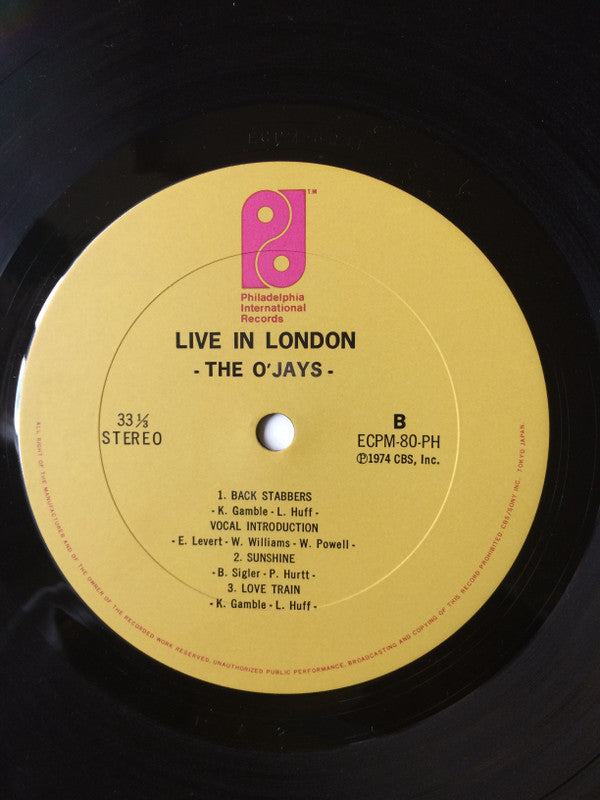 T.M.
Philadelphia
International
Records
LIVE IN LONDON
- THE O'JAYS -
33 1/3
STEREO
B
ECPM-80-PH
Ⓟ1974 CBS, Inc.
1. BACK STABBERS
- K. Gamble - L. Huff -
VOCAL INTRODUCTION
- E. Levert - W. Williams - W. Powell -
2. SUNSHINE
- B. Sigler - P. Hurtt -
3. LOVE TRAIN
- K. Gamble - L. Huff -
ALL RIGHT OF THE MANUFACTURER AND OF THE OWNER OF THE RECORDED WORK RESERVED. UNAUTHORIZED PUBLIC PERFORMANCE, BROADCASTING AND COPYING OF THIS RECORD PROHIBITED CBS/SONY INC. TOKYO JAPAN.